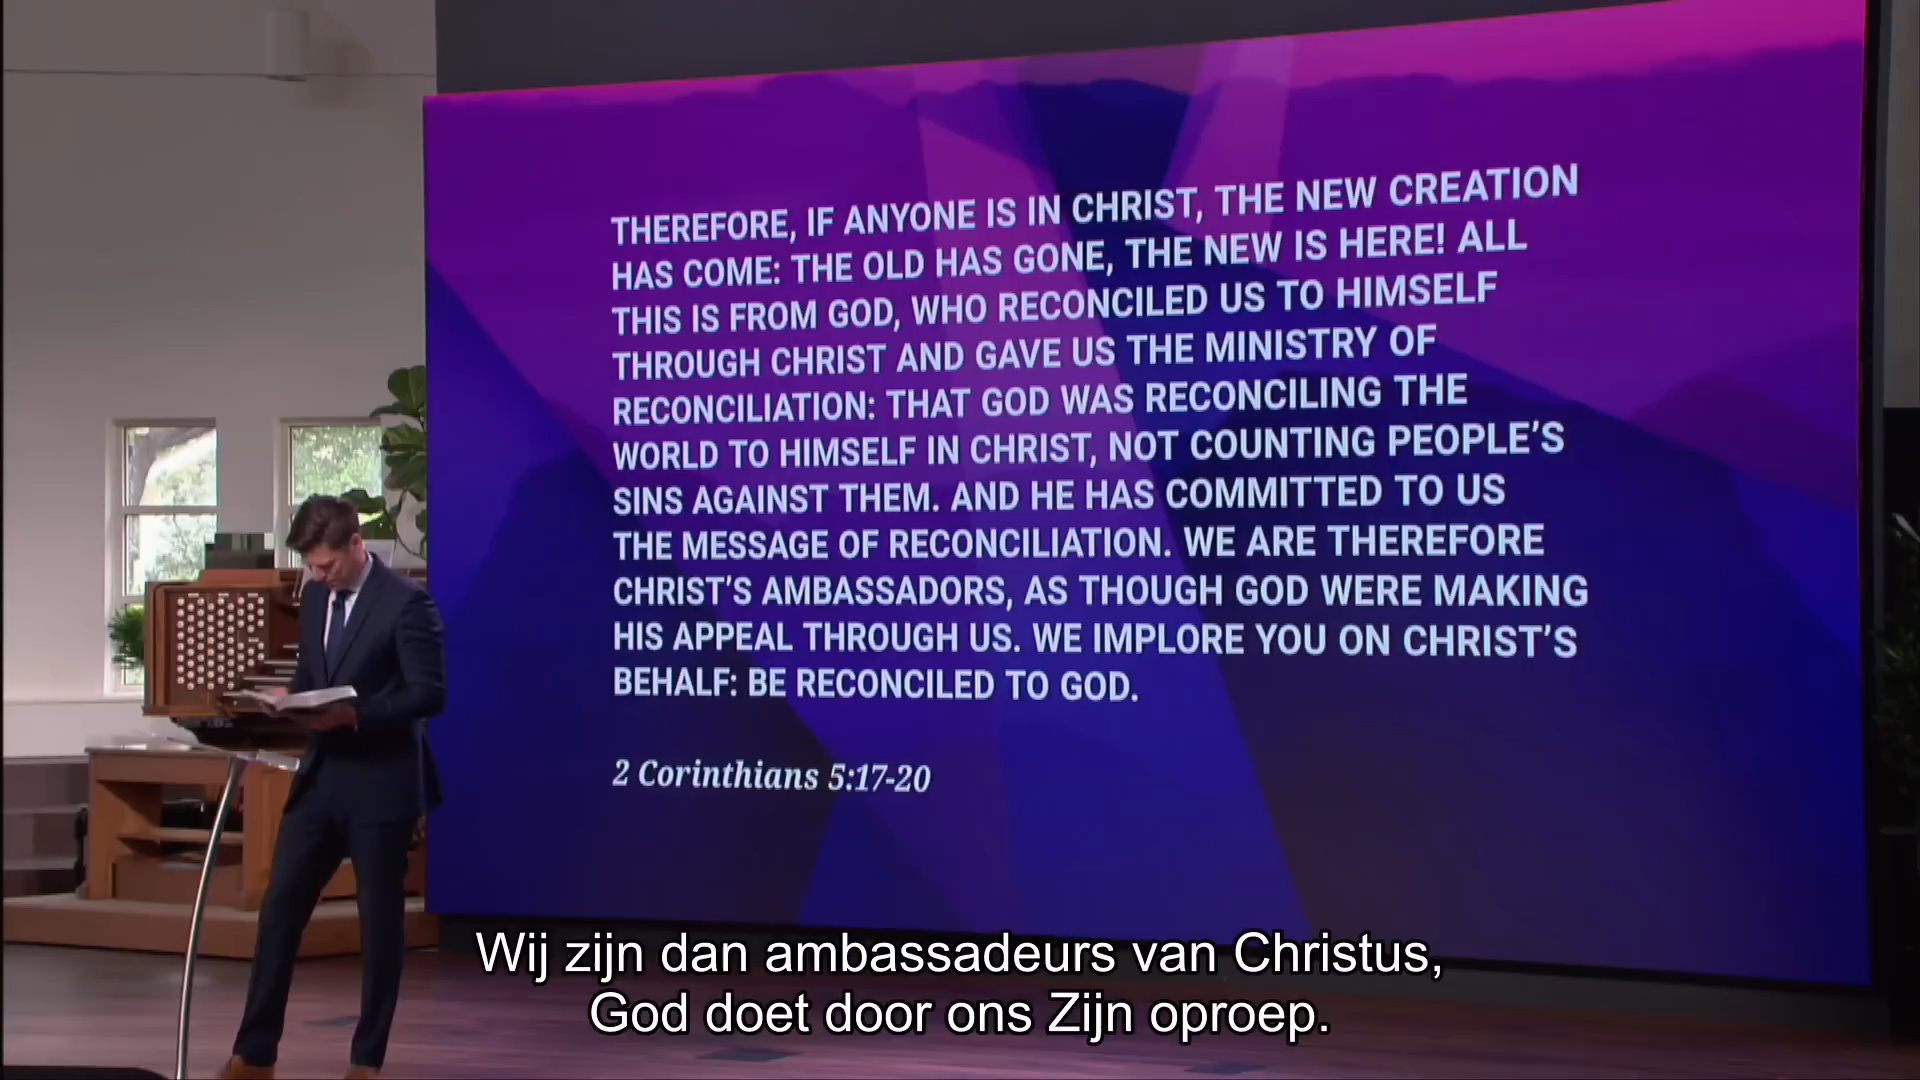 THEREFORE, IF ANYONE IS IN CHRIST, THE NEW CREATION
HAS COME: THE OLD HAS GONE, THE NEW IS HERE! ALL
THIS IS FROM GOD, WHO RECONCILED US TO HIMSELF
THROUGH CHRIST AND GAVE US THE MINISTRY OF
RECONCILIATION: THAT GOD WAS RECONCILING THE
WORLD TO HIMSELF IN CHRIST, NOT COUNTING PEOPLE’S
SINS AGAINST THEM. AND HE HAS COMMITTED TO US
THE MESSAGE OF RECONCILIATION. WE ARE THEREFORE
CHRIST’S AMBASSADORS, AS THOUGH GOD WERE MAKING
HIS APPEAL THROUGH US. WE IMPLORE YOU ON CHRIST’S
BEHALF: BE RECONCILED TO GOD.
2 Corinthians 5:17-20
Wij zijn dan ambassadeurs van Christus,
God doet door ons Zijn oproep.